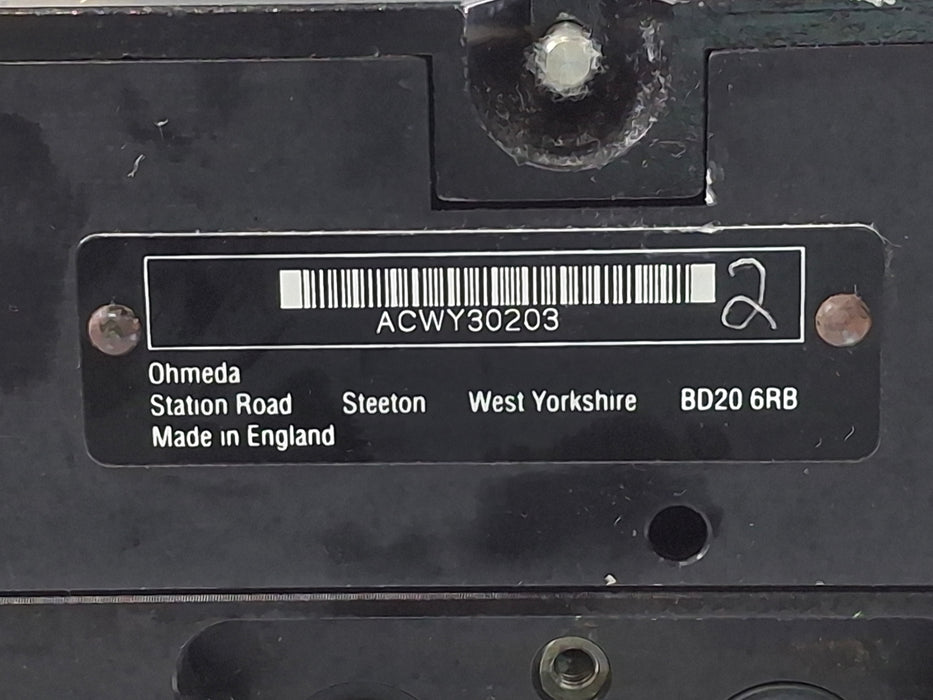 2
ACWY30203
Ohmeda
Station Road Steeton West Yorkshire BD20 6RB
Made in England